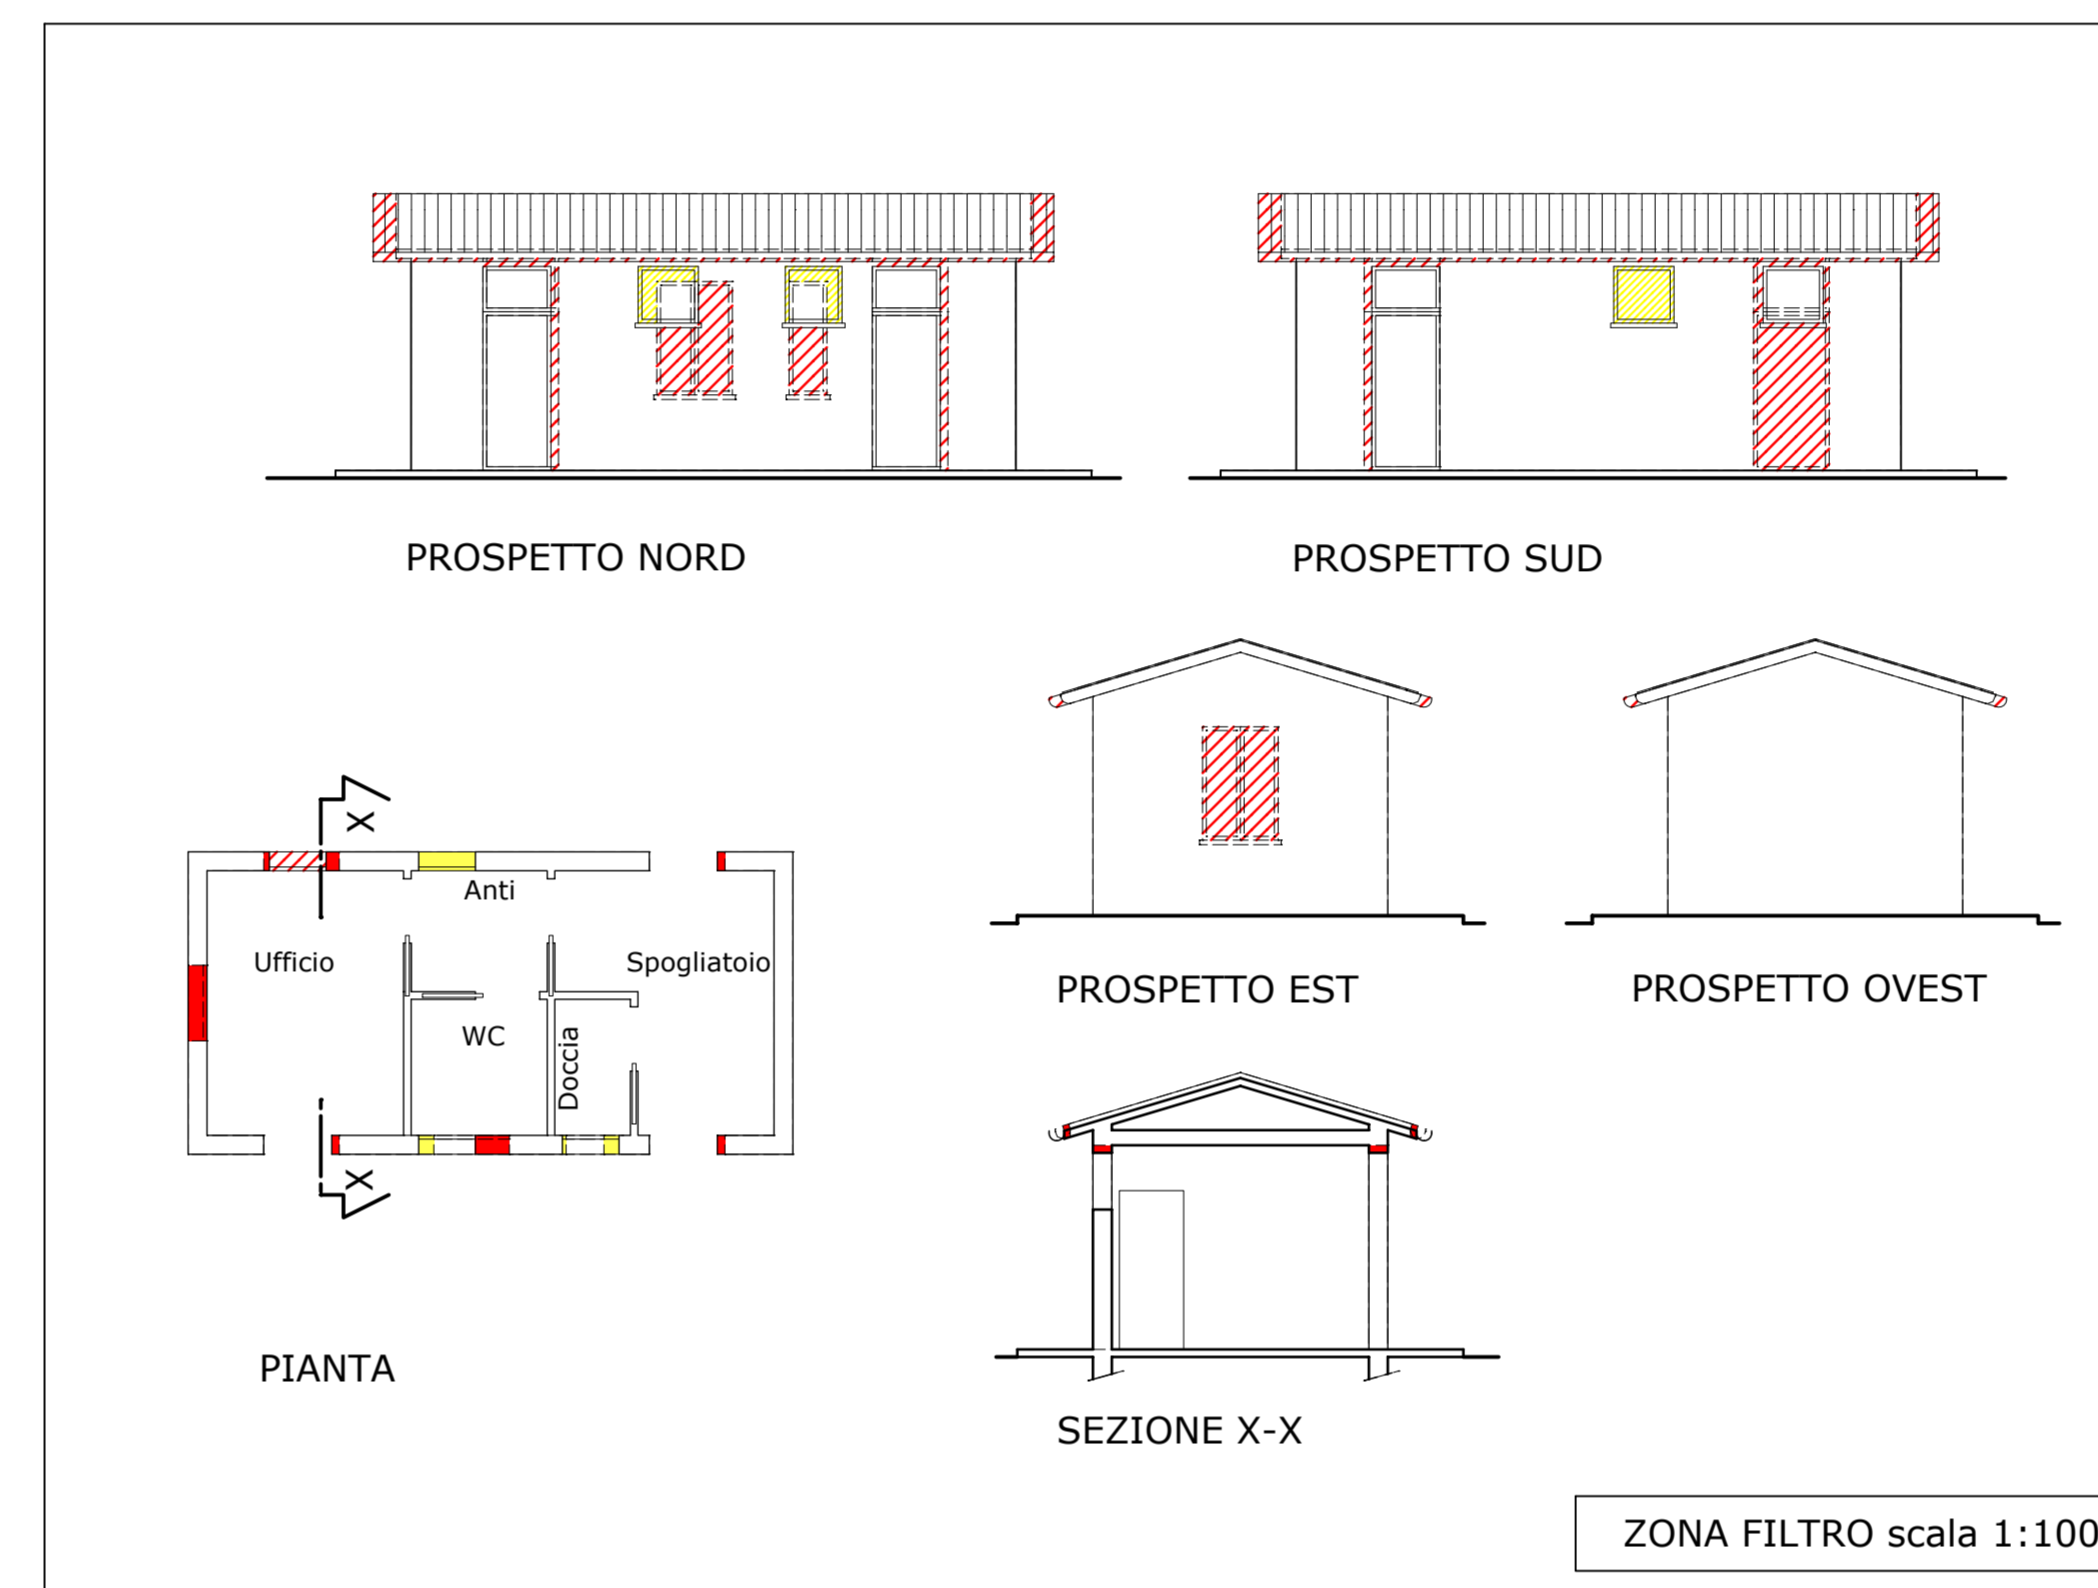 PROSPETTO NORD
PROSPETTO SUD
X
Anti
Ufficio
Spogliatoio
WC
Doccia
X
PIANTA
PROSPETTO EST
PROSPETTO OVEST
SEZIONE X-X
ZONA FILTRO scala 1:100